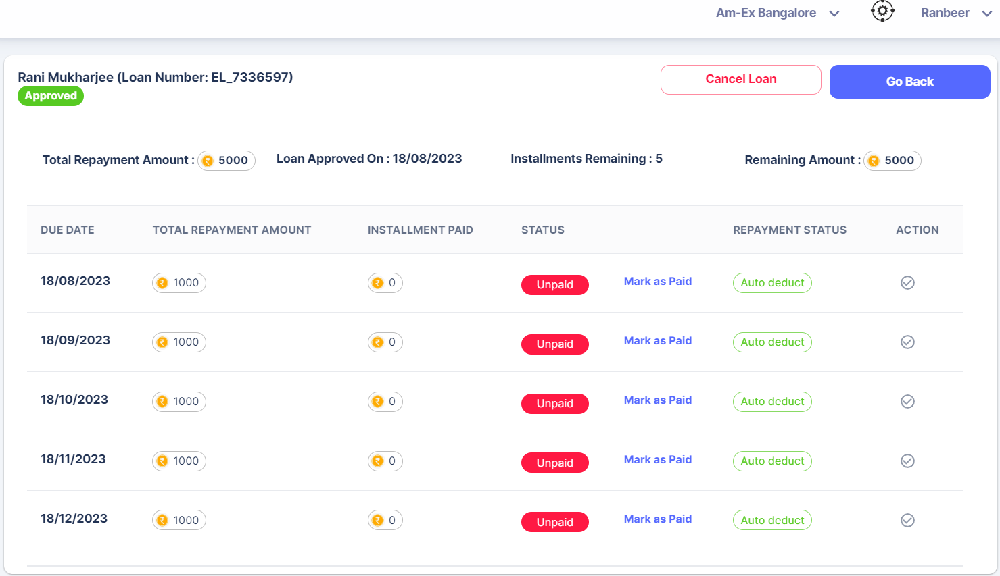 Am-Ex Bangalore Ranbeer
Rani Mukharjee (Loan Number: EL_7336597)
Approved
Cancel Loan
Go Back
Total Repayment Amount : ₹ 5000 Loan Approved On : 18/08/2023 Installments Remaining : 5 Remaining Amount : ₹ 5000
DUE DATE TOTAL REPAYMENT AMOUNT INSTALLMENT PAID STATUS REPAYMENT STATUS ACTION
18/08/2023 ₹ 1000 ₹ 0 Unpaid Mark as Paid Auto deduct
18/09/2023 ₹ 1000 ₹ 0 Unpaid Mark as Paid Auto deduct
18/10/2023 ₹ 1000 ₹ 0 Unpaid Mark as Paid Auto deduct
18/11/2023 ₹ 1000 ₹ 0 Unpaid Mark as Paid Auto deduct
18/12/2023 ₹ 1000 ₹ 0 Unpaid Mark as Paid Auto deduct